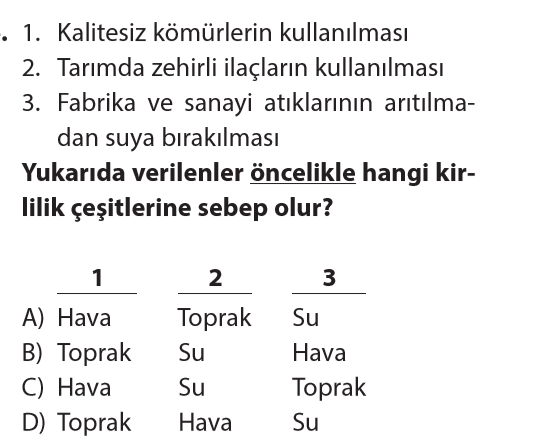 . 1. Kalitesiz kömürlerin kullanılması
2. Tarımda zehirli ilaçların kullanılması
3. Fabrika ve sanayi atıklarının arıtılma-
dan suya bırakılması
Yukarıda verilenler öncelikle hangi kir-
lilik çeşitlerine sebep olur?
1 2 3
A) Hava Toprak Su
B) Toprak Su Hava
C) Hava Su Toprak
D) Toprak Hava Su